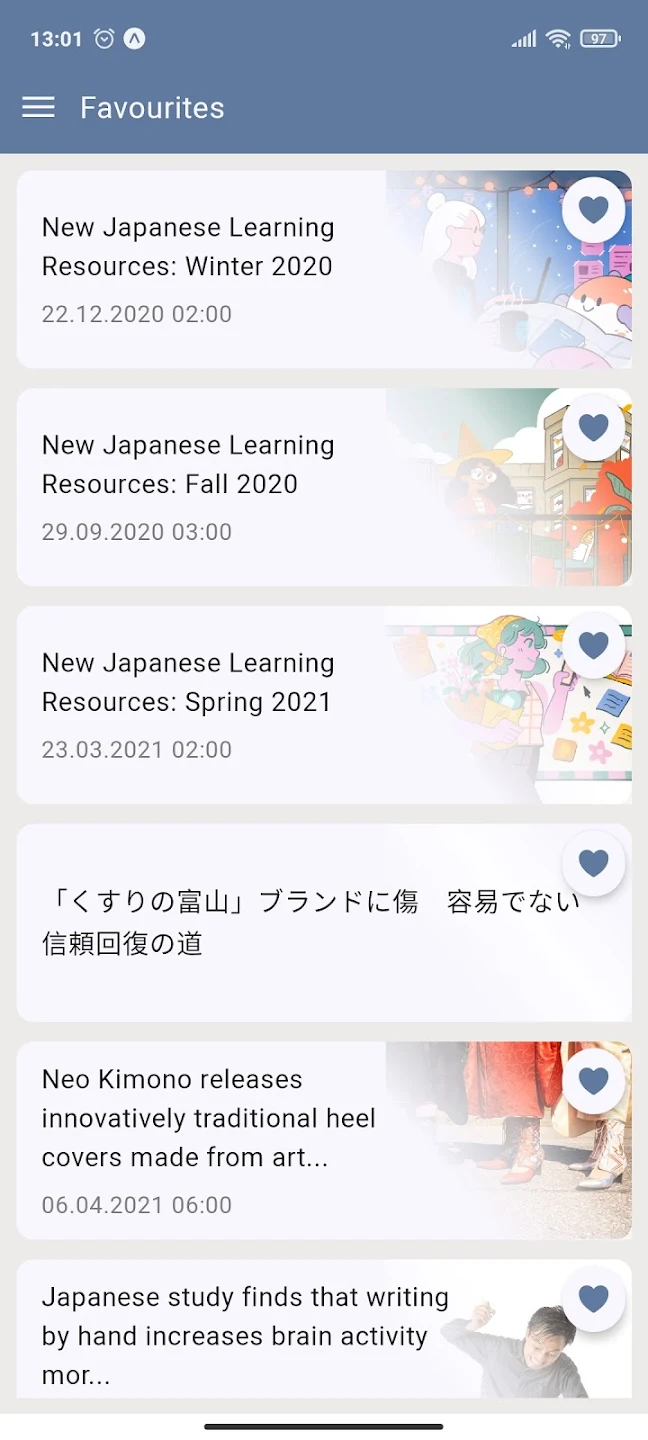 13:01
97
Favourites
New Japanese Learning
Resources: Winter 2020
22.12.2020 02:00
New Japanese Learning
Resources: Fall 2020
29.09.2020 03:00
New Japanese Learning
Resources: Spring 2021
23.03.2021 02:00
「くすりの富山」ブランドに傷　容易でない
信頼回復の道
Neo Kimono releases
innovatively traditional heel
covers made from art...
06.04.2021 06:00
Japanese study finds that writing
by hand increases brain activity
mor...